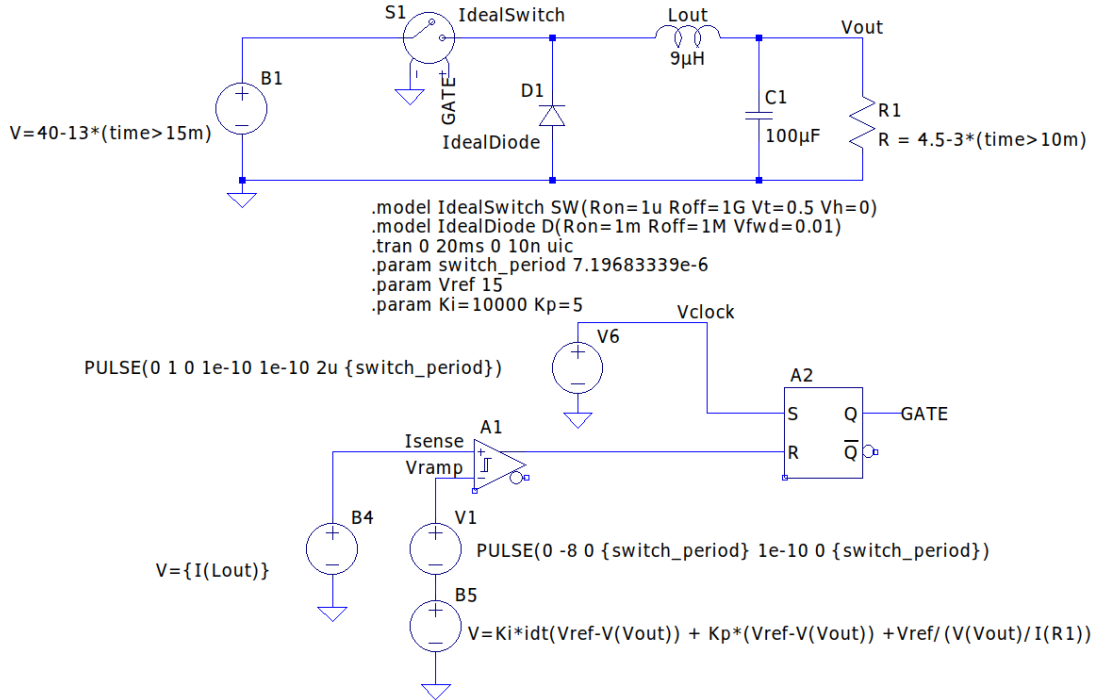 S1
IdealSwitch
Lout
9µH
Vout
B1
V=40-13*(time>15m)
GATE
D1
IdealDiode
C1
100µF
R1
R = 4.5-3*(time>10m)
.model IdealSwitch SW(Ron=1u Roff=1G Vt=0.5 Vh=0)
.model IdealDiode D(Ron=1m Roff=1M Vfwd=0.01)
.tran 0 20ms 0 10n uic
.param switch_period 7.19683339e-6
.param Vref 15
.param Ki=10000 Kp=5
Vclock
V6
PULSE(0 1 0 1e-10 1e-10 2u {switch_period})
A2
S
Q
GATE
R
Q̅
A1
Isense
Vramp
B4
V={I(Lout)}
V1
PULSE(0 -8 0 {switch_period} 1e-10 0 {switch_period})
B5
V=Ki*idt(Vref-V(Vout)) + Kp*(Vref-V(Vout)) +Vref/(V(Vout)/I(R1))